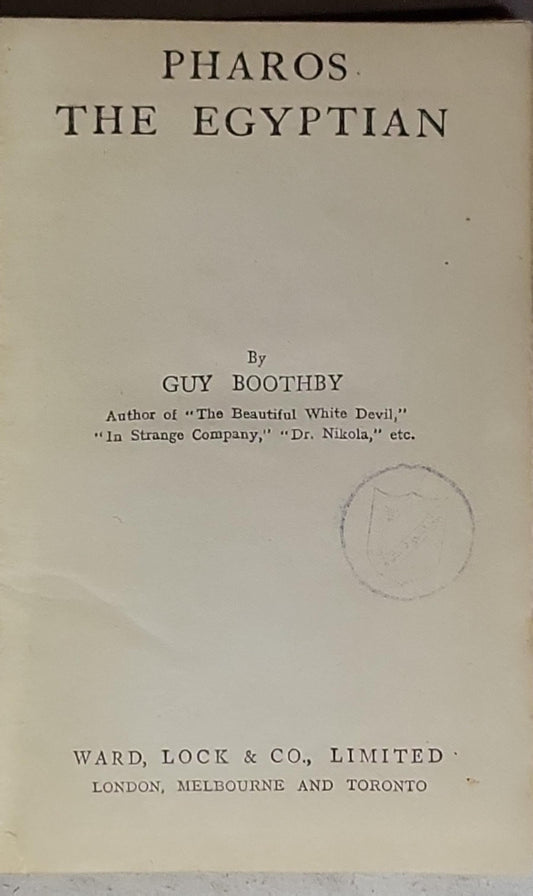 PHAROS
THE EGYPTIAN
By
GUY BOOTHBY
Author of "The Beautiful White Devil,"
"In Strange Company," "Dr. Nikola," etc.
WARD, LOCK & CO., LIMITED
LONDON, MELBOURNE AND TORONTO